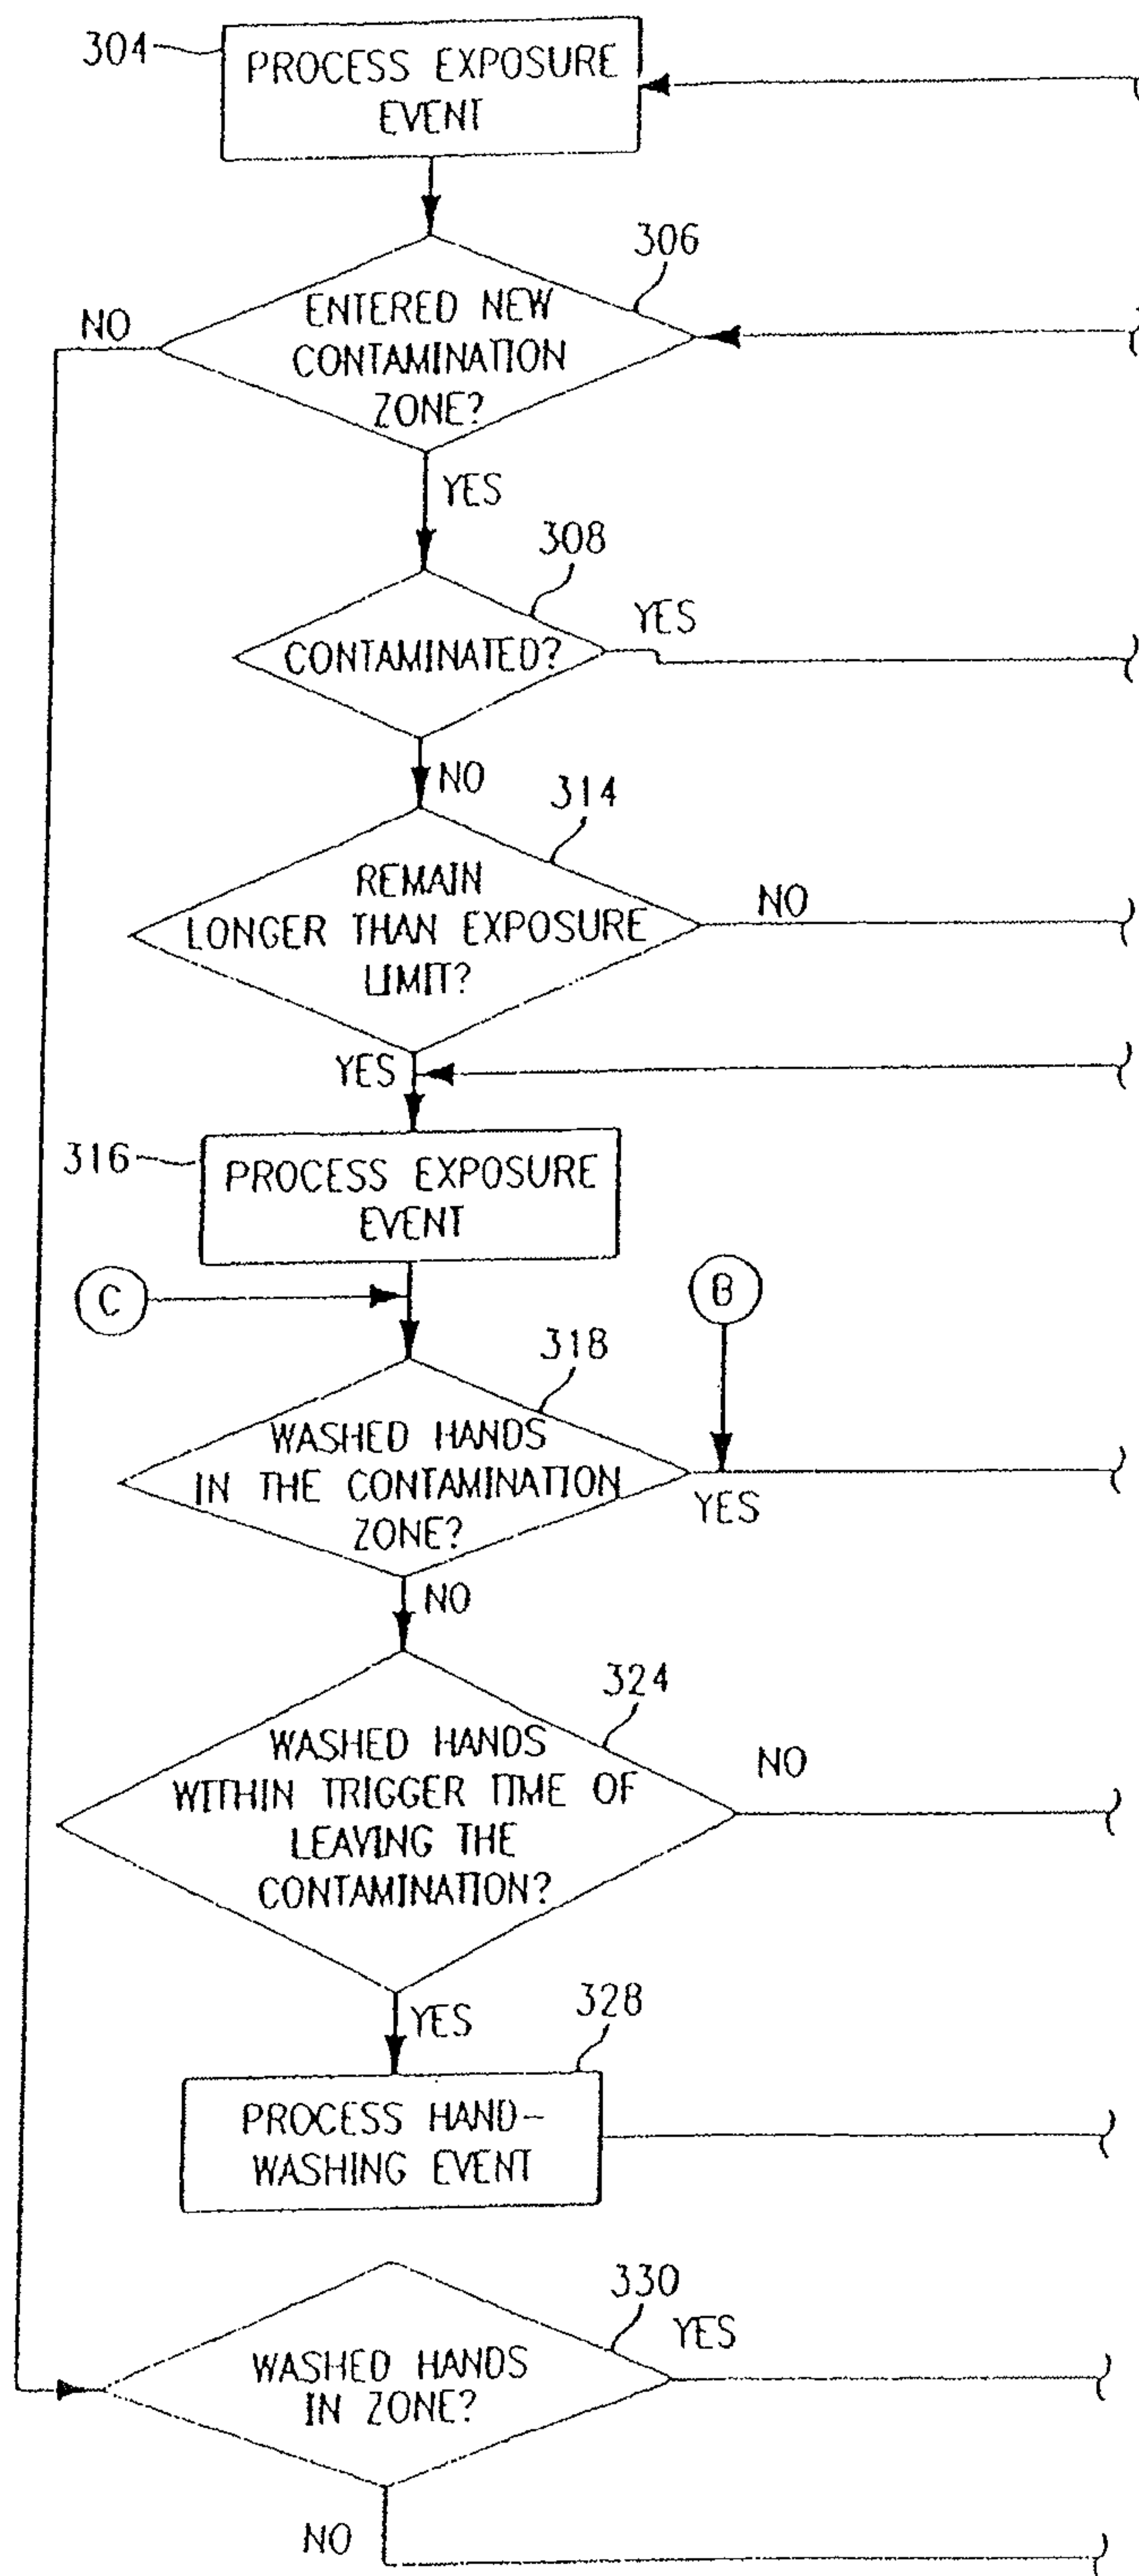 304
PROCESS EXPOSURE
EVENT
306
NO
ENTERED NEW
CONTAMINATION
ZONE?
YES
308
YES
CONTAMINATED?
NO
314
REMAIN
LONGER THAN EXPOSURE
LIMIT?
NO
YES
316
PROCESS EXPOSURE
EVENT
C
B
318
WASHED HANDS
IN THE CONTAMINATION
ZONE?
YES
NO
324
WASHED HANDS
WITHIN TRIGGER TIME OF
LEAVING THE
CONTAMINATION?
NO
YES
328
PROCESS HAND-
WASHING EVENT
330
YES
WASHED HANDS
IN ZONE?
NO